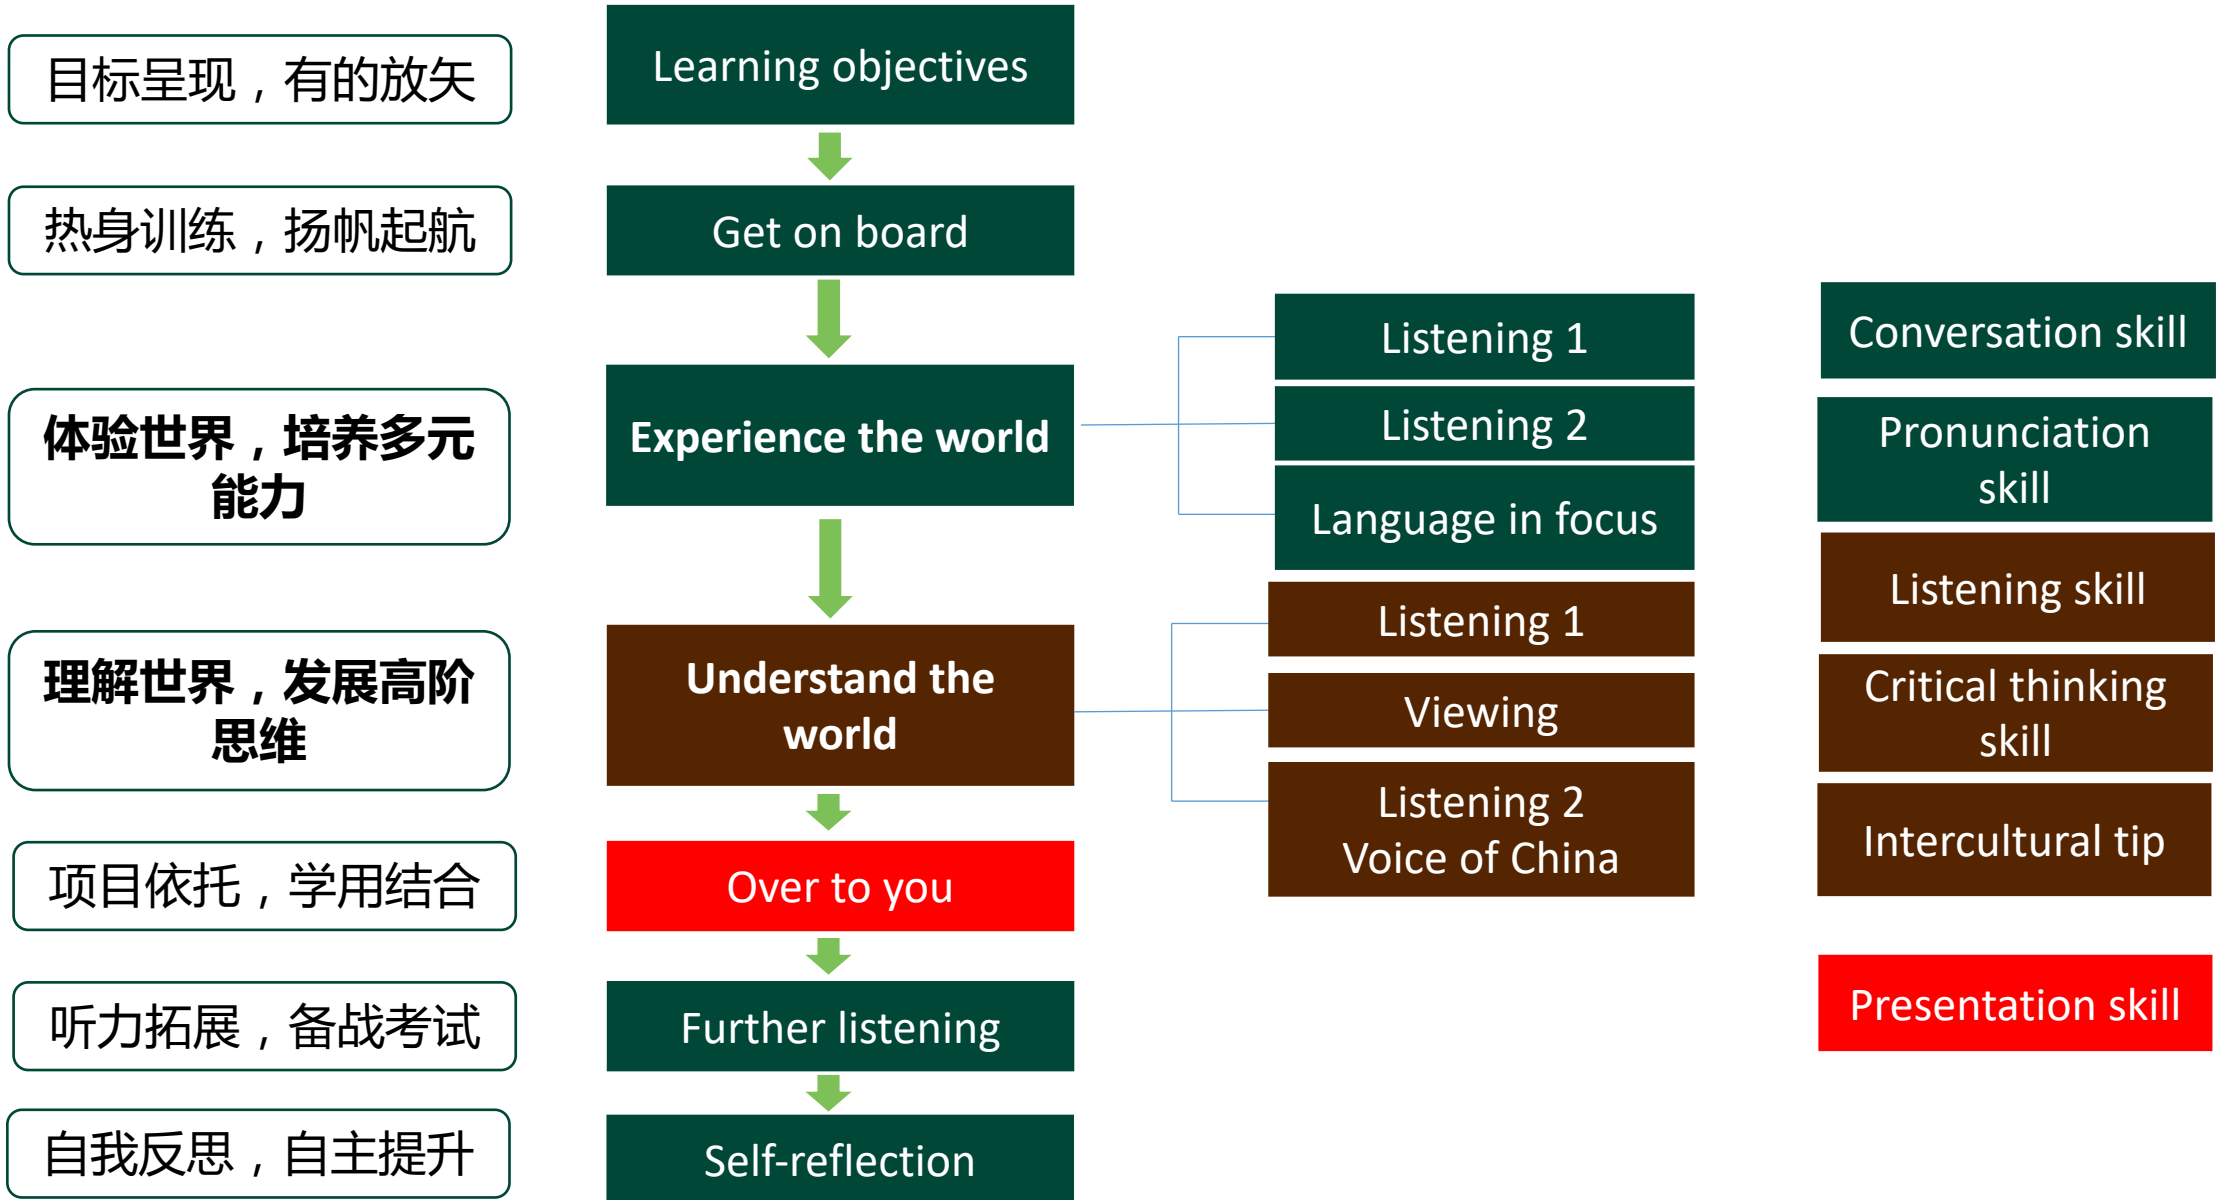 目标呈现，有的放矢
热身训练，扬帆起航
体验世界，培养多元
能力
理解世界，发展高阶
思维
项目依托，学用结合
听力拓展，备战考试
自我反思，自主提升
Learning objectives
Get on board
Experience the world
Understand the
world
Over to you
Further listening
Self-reflection
Listening 1
Listening 2
Language in focus
Listening 1
Viewing
Listening 2
Voice of China
Conversation skill
Pronunciation
skill
Listening skill
Critical thinking
skill
Intercultural tip
Presentation skill